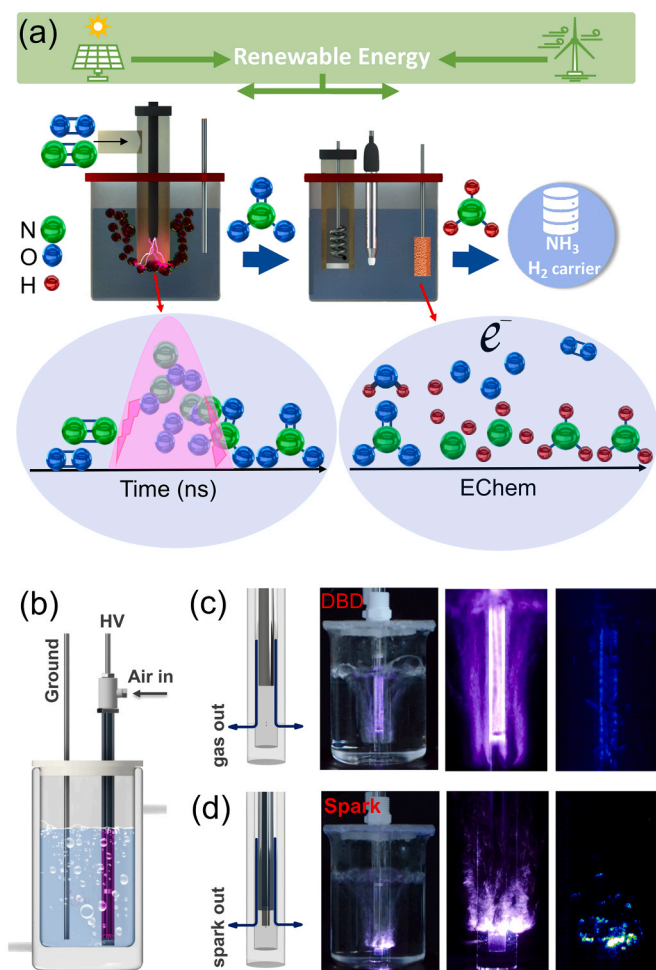 (a)
Renewable Energy
N
O
H
NH₃
H₂ carrier
e⁻
Time (ns)
EChem
(b)
HV
Ground
Air in
(c)
gas out
DBD
(d)
spark out
Spark